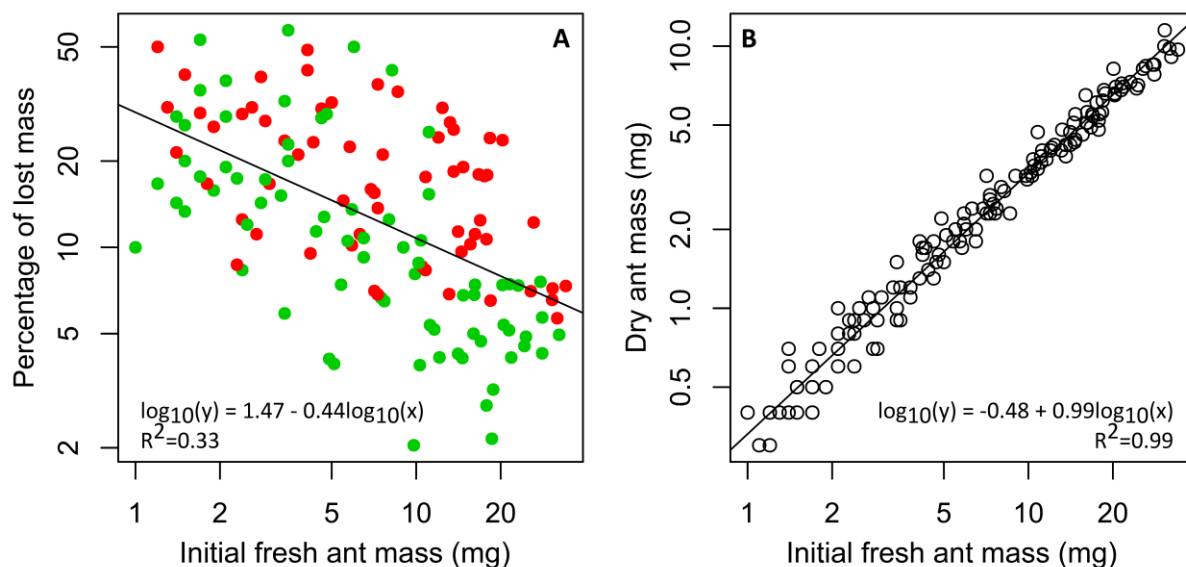 A
Percentage of lost mass
50
20
10
5
2
log10(y) = 1.47 - 0.44log10(x)
R2=0.33
1 2 5 10 20
Initial fresh ant mass (mg)
B
Dry ant mass (mg)
10.0
5.0
2.0
1.0
0.5
log10(y) = -0.48 + 0.99log10(x)
R2=0.99
1 2 5 10 20
Initial fresh ant mass (mg)